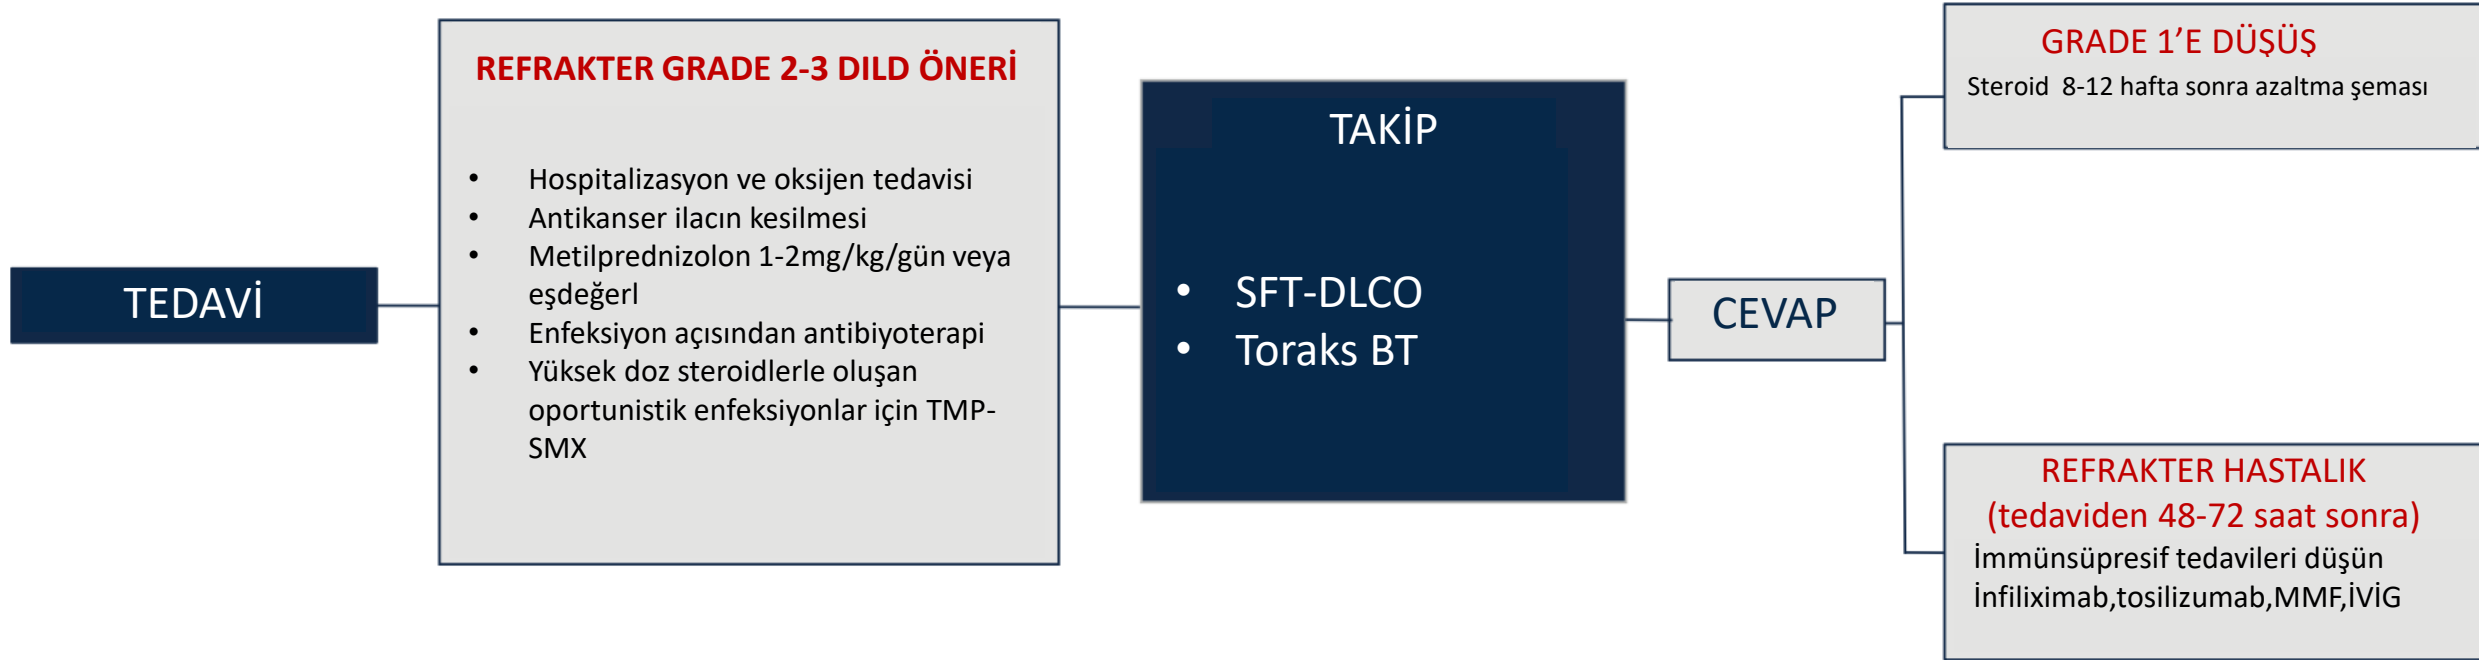 TEDAVİ
REFRAKTER GRADE 2-3 DILD ÖNERİ
• Hospitalizasyon ve oksijen tedavisi
• Antikanser ilacın kesilmesi
• Metilprednizolon 1-2mg/kg/gün veya
eşdeğerl
• Enfeksiyon açısından antibiyoterapi
• Yüksek doz steroidlerle oluşan
oportunistik enfeksiyonlar için TMP-
SMX
TAKİP
• SFT-DLCO
• Toraks BT
CEVAP
GRADE 1’E DÜŞÜŞ
Steroid 8-12 hafta sonra azaltma şeması
REFRAKTER HASTALIK
(tedaviden 48-72 saat sonra)
İmmünsüpresif tedavileri düşün
İnfiliximab,tosilizumab,MMF,İVİG